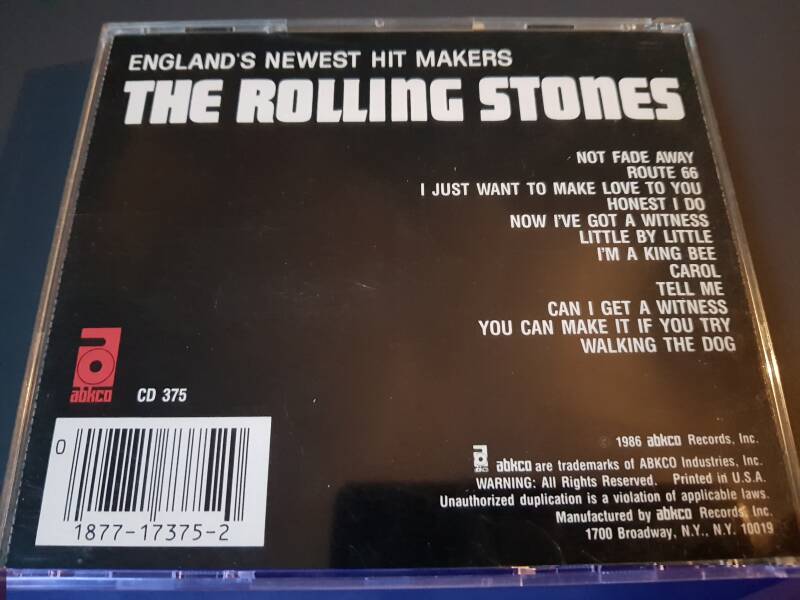 ENGLAND'S NEWEST HIT MAKERS
THE ROLLING STONES
NOT FADE AWAY
ROUTE 66
I JUST WANT TO MAKE LOVE TO YOU
HONEST I DO
NOW I'VE GOT A WITNESS
LITTLE BY LITTLE
I'M A KING BEE
CAROL
TELL ME
CAN I GET A WITNESS
YOU CAN MAKE IT IF YOU TRY
WALKING THE DOG
abkco
CD 375
0
1877-17375-2
© 1986 abkco Records, Inc.
abkco abkco are trademarks of ABKCO Industries, Inc.
WARNING: All Rights Reserved. Printed in U.S.A.
Unauthorized duplication is a violation of applicable laws.
Manufactured by abkco Records, Inc.
1700 Broadway, N.Y., N.Y. 10019